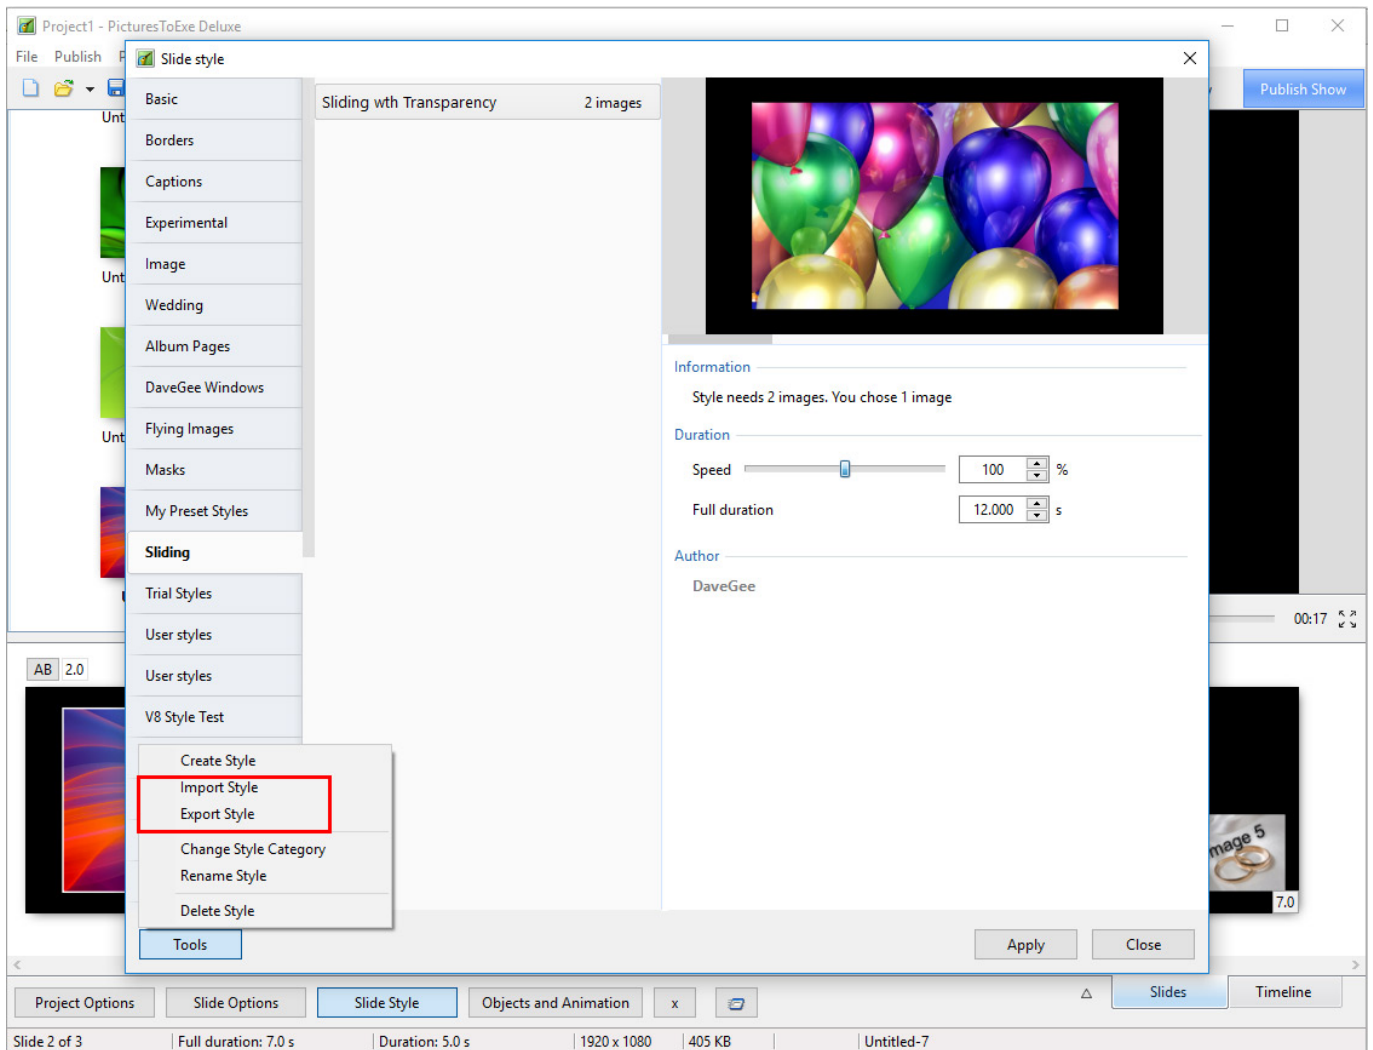 Project1 - PicturesToExe Deluxe
File Publish P
Publish Show
Slide style
Basic
Borders
Captions
Experimental
Image
Wedding
Album Pages
DaveGee Windows
Flying Images
Masks
My Preset Styles
Sliding
Trial Styles
User styles
User styles
V8 Style Test
Sliding wth Transparency 2 images
Information
Style needs 2 images. You chose 1 image
Duration
Speed 100 %
Full duration 12.000 s
Author
DaveGee
Unt
Unt
Unt
00:17
AB 2.0
Create Style
Import Style
Export Style
Change Style Category
Rename Style
Delete Style
mage 5
7.0
Tools Apply Close
Project Options Slide Options Slide Style Objects and Animation x Slides Timeline
Slide 2 of 3 Full duration: 7.0 s Duration: 5.0 s 1920 x 1080 405 KB Untitled-7